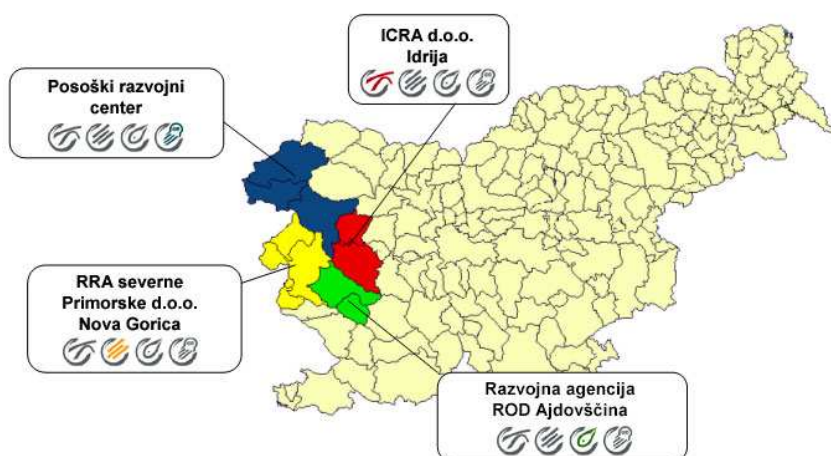 ICRA d.o.o.
Idrija
Posoški razvojni
center
RRA severne
Primorske d.o.o.
Nova Gorica
Razvojna agencija
ROD Ajdovščina